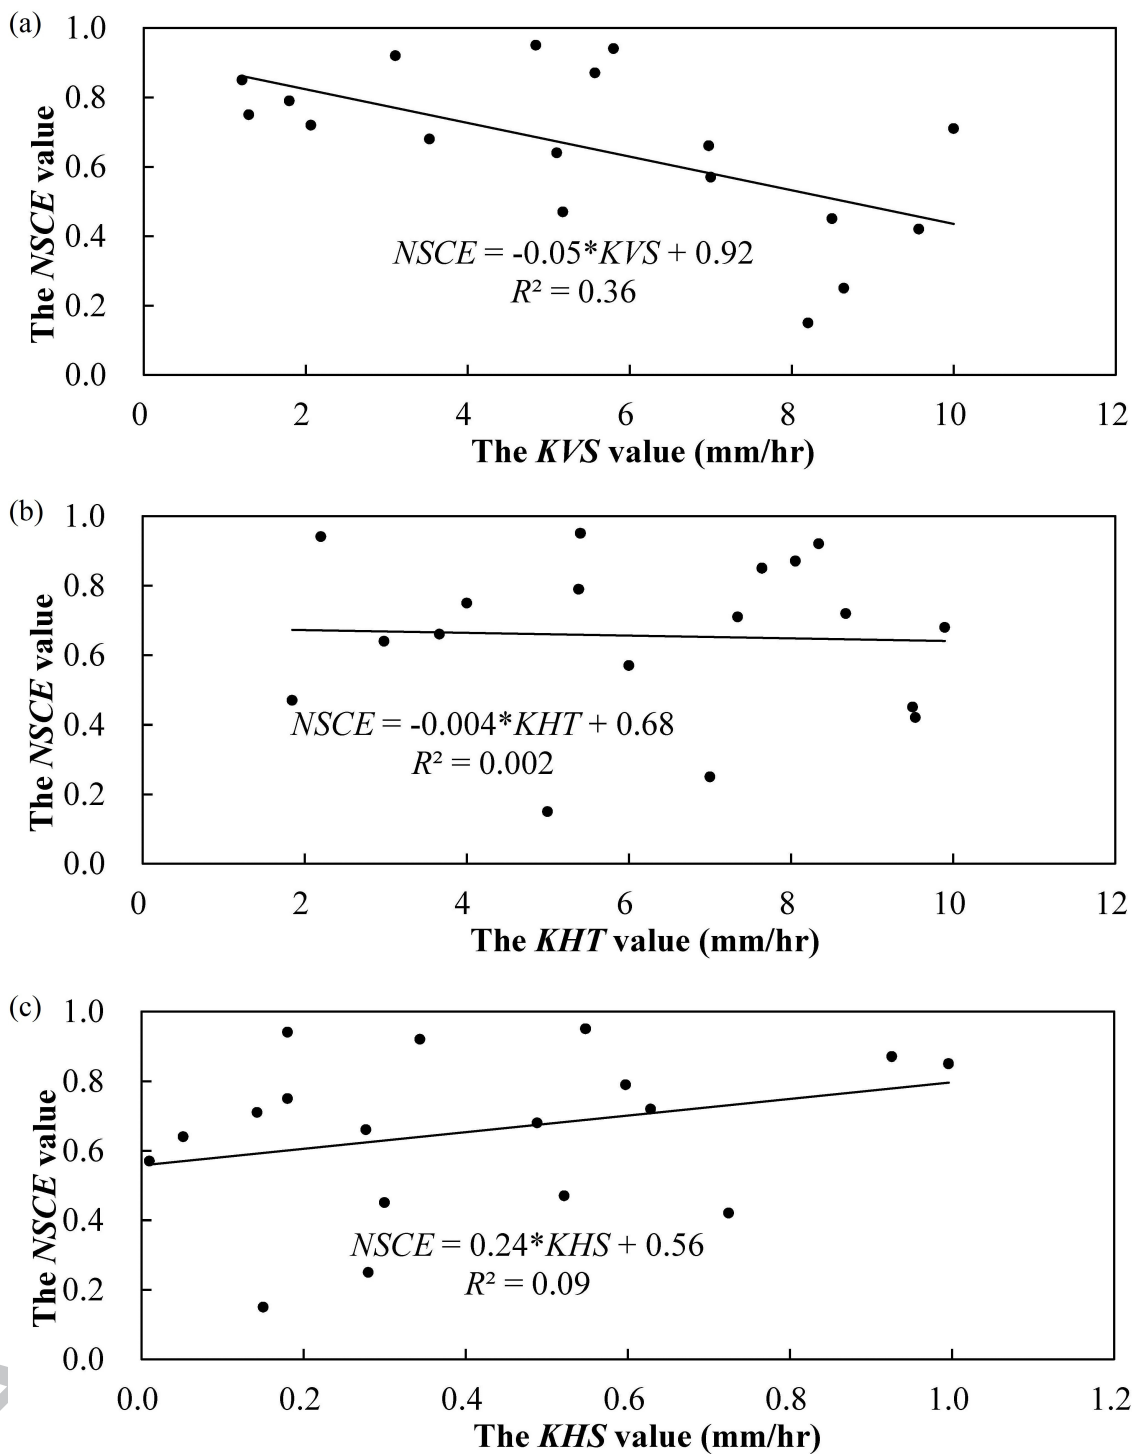 (a)
The NSCE value
1.0
0.8
0.6
0.4
0.2
0.0
NSCE = -0.05*KVS + 0.92
R² = 0.36
0 2 4 6 8 10 12
The KVS value (mm/hr)
(b)
The NSCE value
1.0
0.8
0.6
0.4
0.2
0.0
NSCE = -0.004*KHT + 0.68
R² = 0.002
0 2 4 6 8 10 12
The KHT value (mm/hr)
(c)
The NSCE value
1.0
0.8
0.6
0.4
0.2
0.0
NSCE = 0.24*KHS + 0.56
R² = 0.09
0.0 0.2 0.4 0.6 0.8 1.0 1.2
The KHS value (mm/hr)